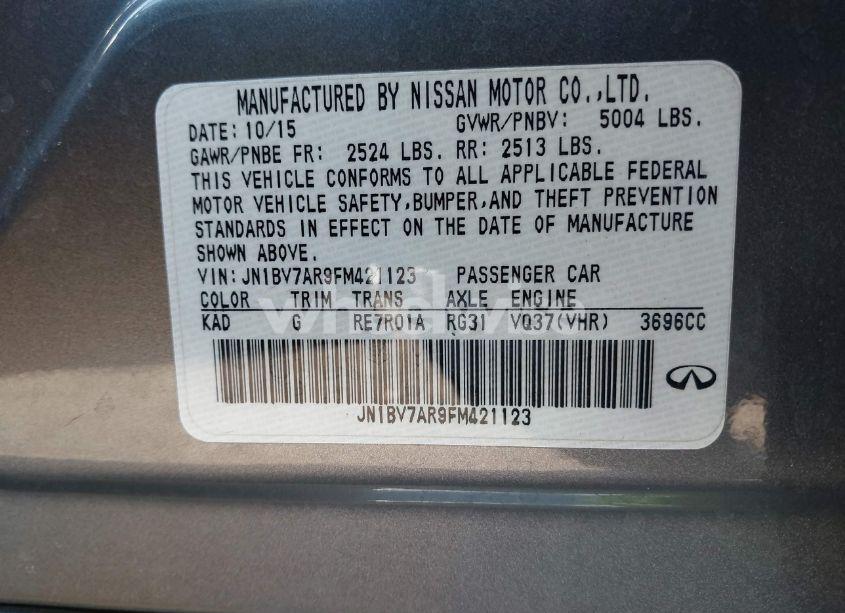 MANUFACTURED BY NISSAN MOTOR CO.,LTD.
DATE: 10/15 GVWR/PNBV: 5004 LBS.
GAWR/PNBE FR: 2524 LBS. RR: 2513 LBS.
THIS VEHICLE CONFORMS TO ALL APPLICABLE FEDERAL
MOTOR VEHICLE SAFETY,BUMPER,AND THEFT PREVENTION
STANDARDS IN EFFECT ON THE DATE OF MANUFACTURE
SHOWN ABOVE.
VIN:JN1BV7AR9FM421123 PASSENGER CAR
COLOR TRIM TRANS AXLE ENGINE
KAD G RE7R01A RG31 VQ37(VHR) 3696CC
JN1BV7AR9FM421123